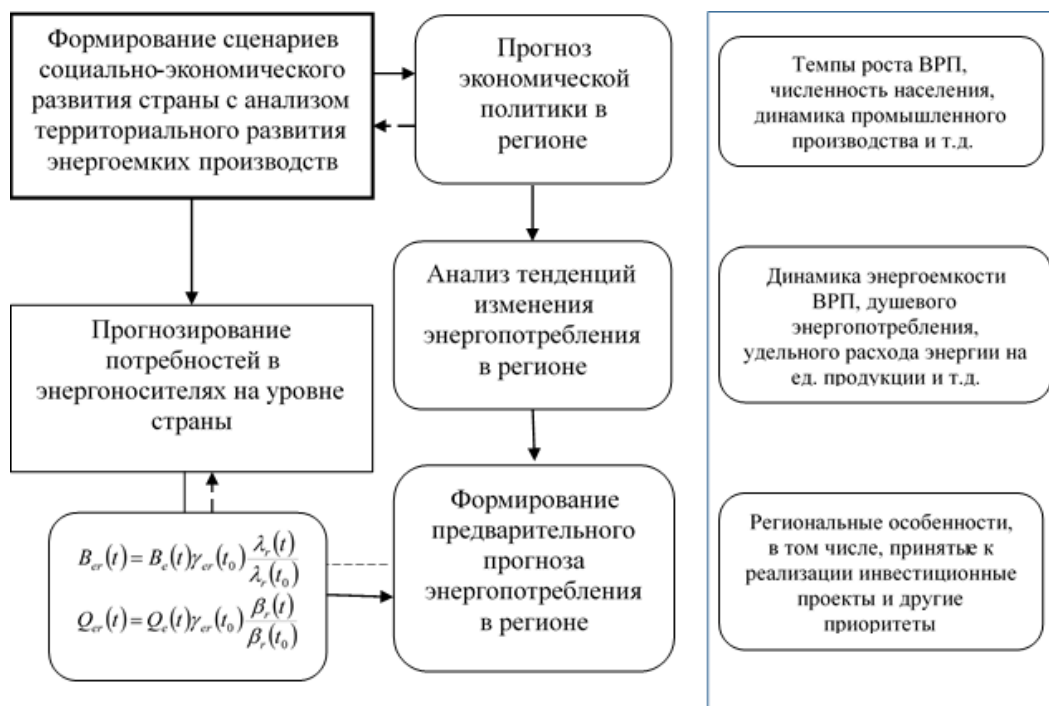 Формирование сценариев
социально-экономического
развития страны с анализом
территориального развития
энергоемких производств
Прогноз
экономической
политики в
регионе
Темпы роста ВРП,
численность населения,
динамика промышленного
производства и т.д.
Анализ тенденций
изменения
энергопотребления
в регионе
Динамика энергоемкости
ВРП, душевого
энергопотребления,
удельного расхода энергии на
ед. продукции и т.д.
Прогнозирование
потребностей в
энергоносителях на уровне
страны
B_er(t) = B_e(t)γ_er(t_0) λ_r(t)/λ_r(t_0)
Q_er(t) = Q_e(t)γ_er(t_0) β_r(t)/β_r(t_0)
Формирование
предварительного
прогноза
энергопотребления
в регионе
Региональные особенности,
в том числе, принятые к
реализации инвестиционные
проекты и другие
приоритеты